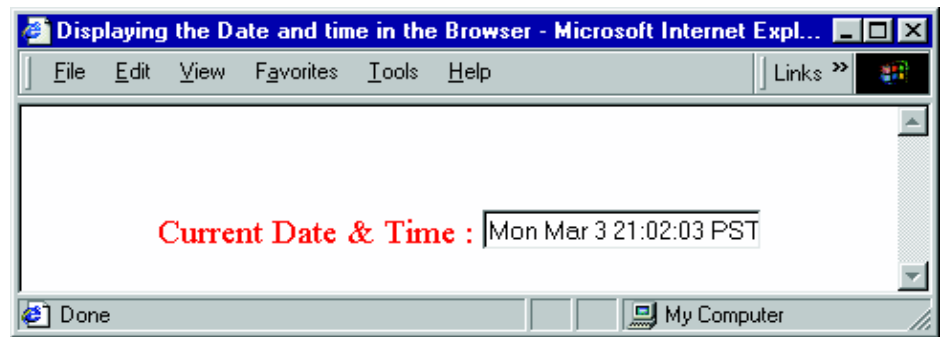 Displaying the Date and time in the Browser - Microsoft Internet Expl...
File Edit View Favorites Tools Help Links »
Current Date & Time : Mon Mar 3 21:02:03 PST
Done My Computer